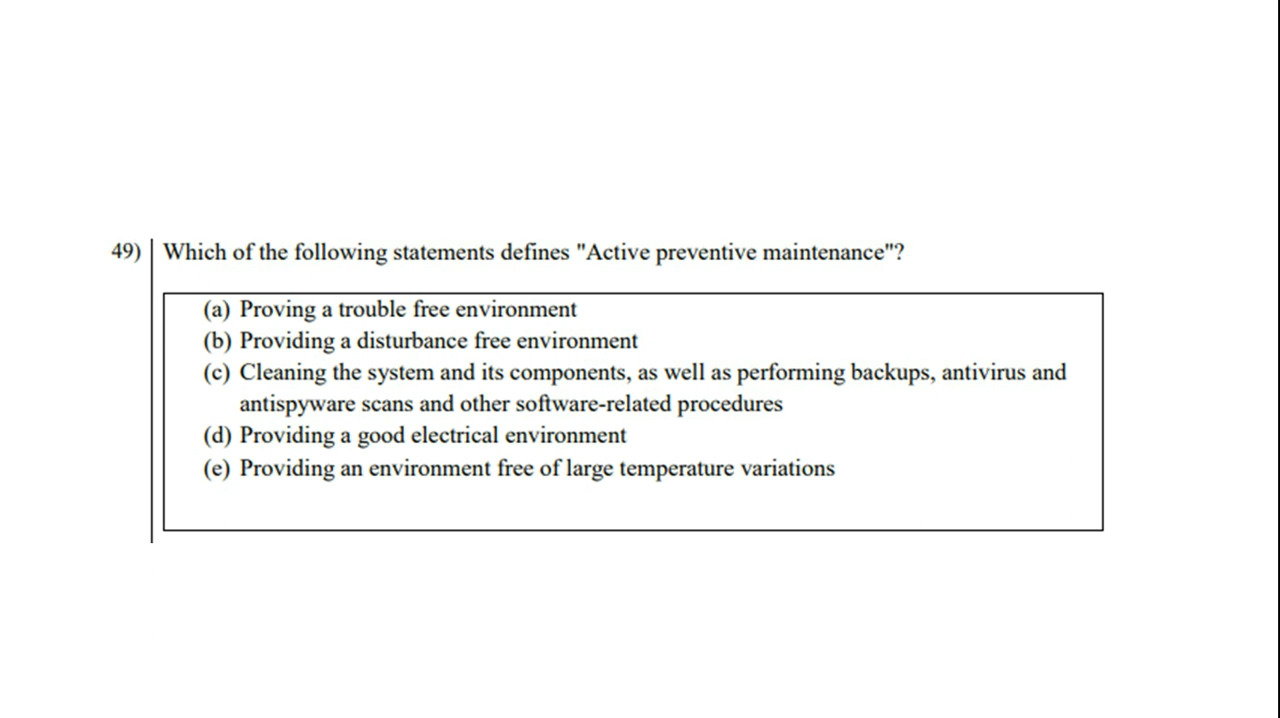 49) Which of the following statements defines "Active preventive maintenance"?
(a) Proving a trouble free environment
(b) Providing a disturbance free environment
(c) Cleaning the system and its components, as well as performing backups, antivirus and
antispyware scans and other software-related procedures
(d) Providing a good electrical environment
(e) Providing an environment free of large temperature variations